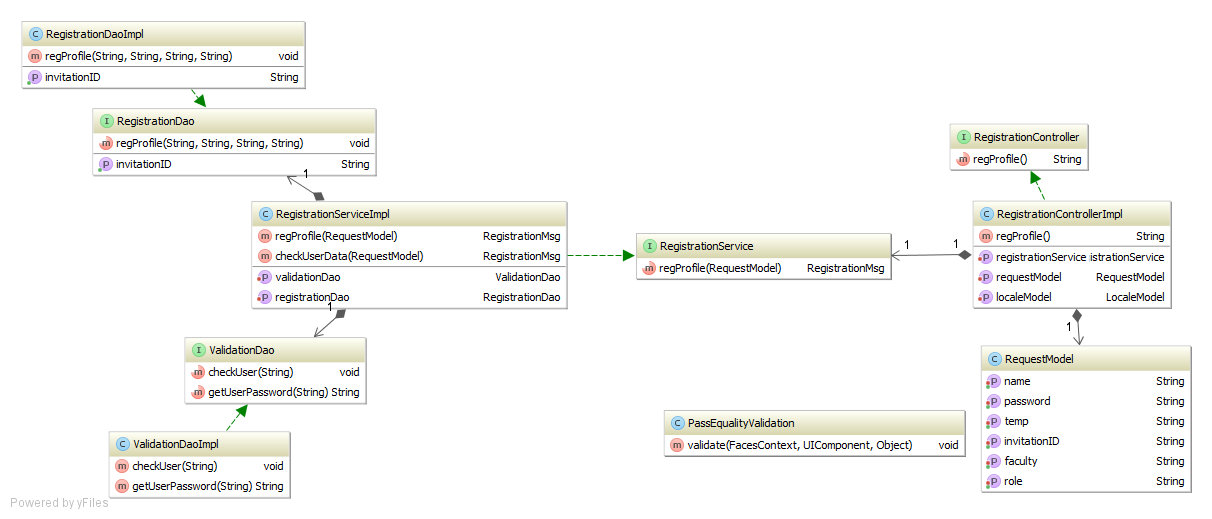 C RegistrationDaoImpl
m regProfile(String, String, String, String) void
p invitationID String
I RegistrationDao
m regProfile(String, String, String, String) void
p invitationID String
1
C RegistrationServiceImpl
m regProfile(RequestModel) RegistrationMsg
m checkUserData(RequestModel) RegistrationMsg
p validationDao ValidationDao
p registrationDao RegistrationDao
1
I ValidationDao
m checkUser(String) void
m getUserPassword(String) String
C ValidationDaoImpl
m checkUser(String) void
m getUserPassword(String) String
I RegistrationService
m regProfile(RequestModel) RegistrationMsg
1
1
I RegistrationController
m regProfile() String
C RegistrationControllerImpl
m regProfile() String
p registrationService istrationService
p requestModel RequestModel
p localeModel LocaleModel
1
C RequestModel
p name String
p password String
p temp String
p invitationID String
p faculty String
p role String
C PassEqualityValidation
m validate(FacesContext, UIComponent, Object) void
Powered by yFiles